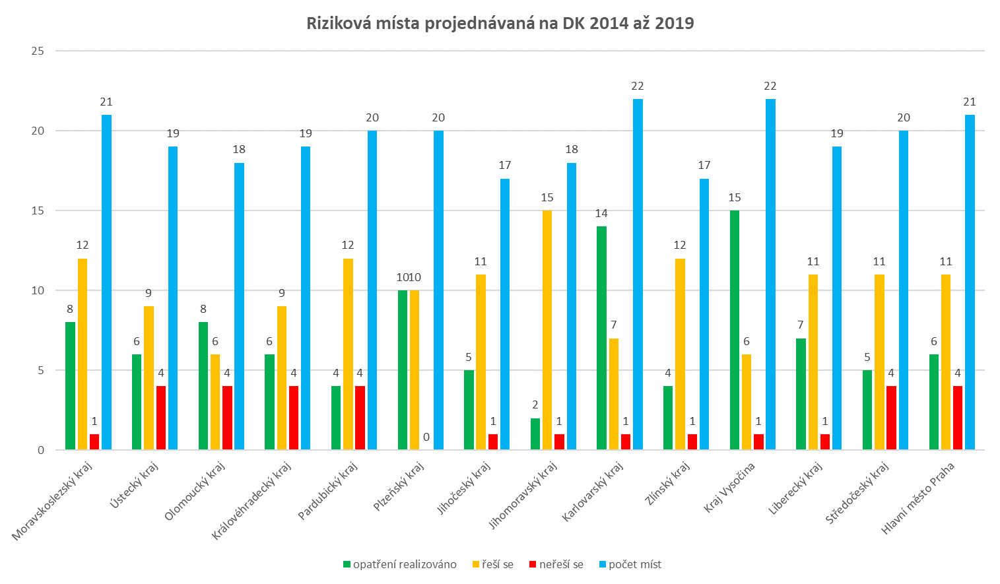 Riziková místa projednávaná na DK 2014 až 2019
25
20
15
10
5
0
8 12 1 21
6 9 4 19
8 6 4 18
6 9 4 19
4 12 4 20
10 10 0 20
5 11 1 17
2 15 1 18
14 7 1 22
4 12 1 17
15 6 1 22
7 11 1 19
5 11 4 20
6 11 4 21
Moravskoslezský kraj
Ústecký kraj
Olomoucký kraj
Královéhradecký kraj
Pardubický kraj
Plzeňský kraj
Jihočeský kraj
Jihomoravský kraj
Karlovarský kraj
Zlínský kraj
Kraj Vysočina
Liberecký kraj
Středočeský kraj
Hlavní město Praha
opatření realizováno řeší se neřeší se počet míst